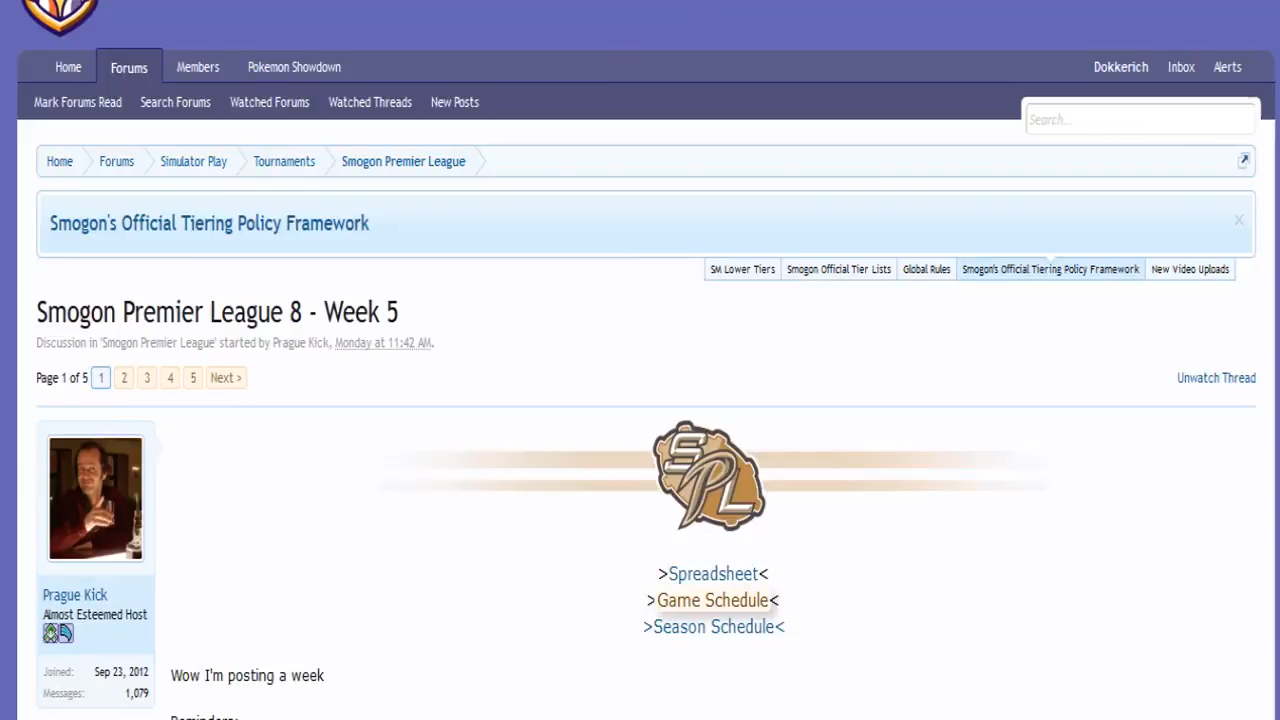 Home Forums Members Pokemon Showdown Dokkerich Inbox Alerts
Mark Forums Read Search Forums Watched Forums Watched Threads New Posts
Search...
Home Forums Simulator Play Tournaments Smogon Premier League
Smogon's Official Tiering Policy Framework
x
SM Lower Tiers Smogon Official Tier Lists Global Rules Smogon's Official Tiering Policy Framework New Video Uploads
Smogon Premier League 8 - Week 5
Discussion in 'Smogon Premier League' started by Prague Kick, Monday at 11:42 AM.
Page 1 of 5 1 2 3 4 5 Next > Unwatch Thread
SPL
>Spreadsheet<
>Game Schedule<
>Season Schedule<
Prague Kick
Almost Esteemed Host
Joined: Sep 23, 2012
Messages: 1,079
Wow I'm posting a week
Reminders: